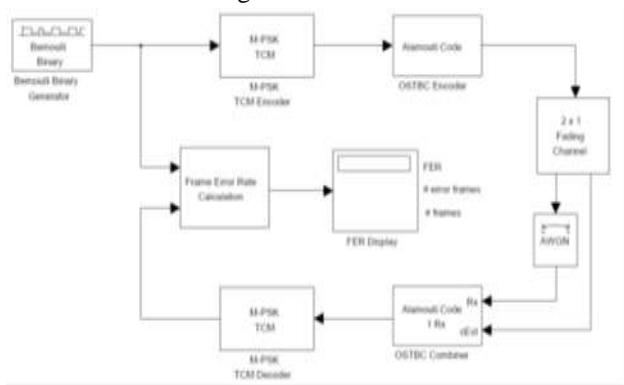 Bernoulli
Binary
Bernoulli Binary
Generator
M-PSK
TCM
M-PSK
TCM Encoder
Alamouti Code
OSTBC Encoder
2 x 1
Fading
Channel
Frame Error Rate
Calculation
FER
# error frames
# frames
FER Display
AWGN
M-PSK
TCM
M-PSK
TCM Decoder
Alamouti Code
1 Rx
Rx
cEst
OSTBC Combiner